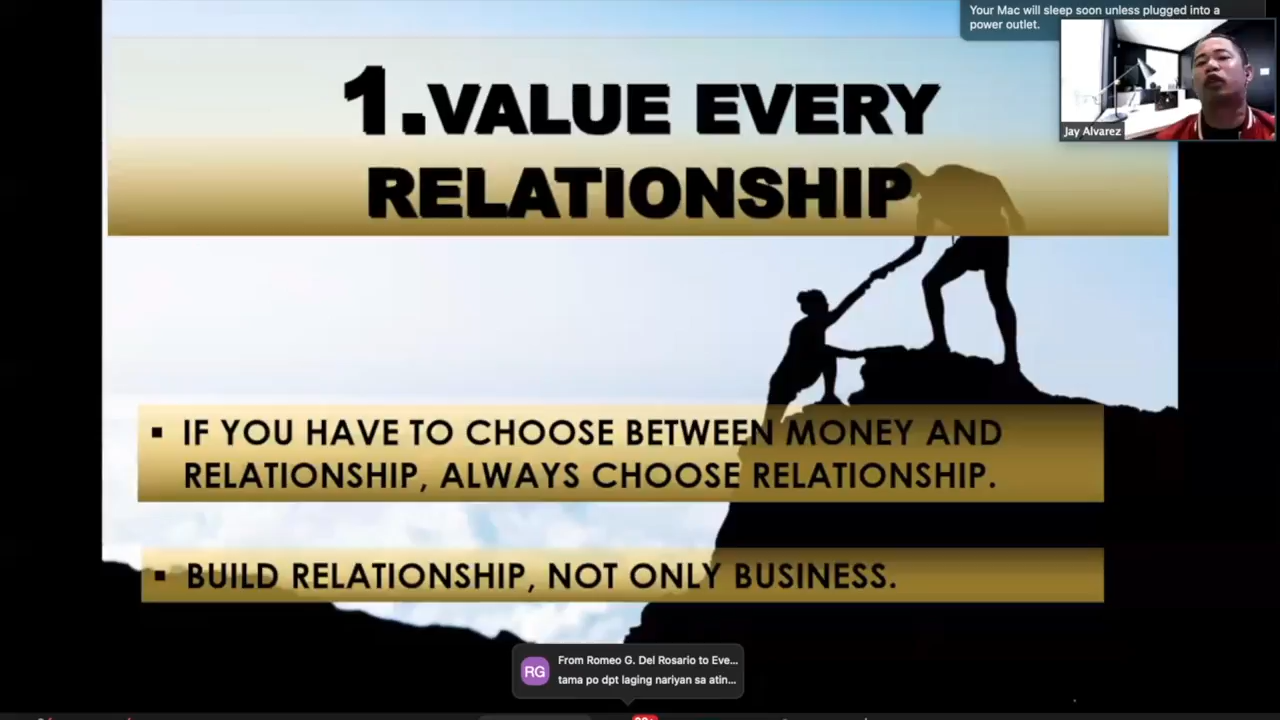 Your Mac will sleep soon unless plugged into a
power outlet.
Jay Alvarez
1.VALUE EVERY
RELATIONSHIP
▪ IF YOU HAVE TO CHOOSE BETWEEN MONEY AND
RELATIONSHIP, ALWAYS CHOOSE RELATIONSHIP.
▪ BUILD RELATIONSHIP, NOT ONLY BUSINESS.
RG
From Romeo G. Del Rosario to Eve...
tama po dpt laging nariyan sa atin...